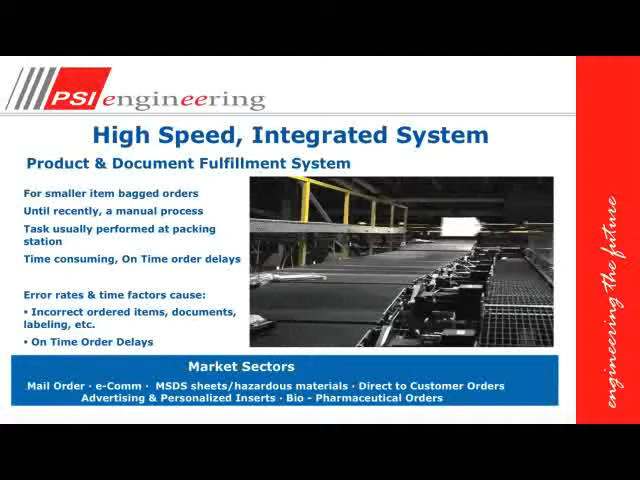 PSI engineering
High Speed, Integrated System
Product & Document Fulfillment System
For smaller item bagged orders
Until recently, a manual process
Task usually performed at packing
station
Time consuming, On Time order delays
Error rates & time factors cause:
• Incorrect ordered items, documents,
labeling, etc.
• On Time Order Delays
Market Sectors
Mail Order · e-Comm · MSDS sheets/hazardous materials · Direct to Customer Orders
Advertising & Personalized Inserts · Bio - Pharmaceutical Orders
engineering the future